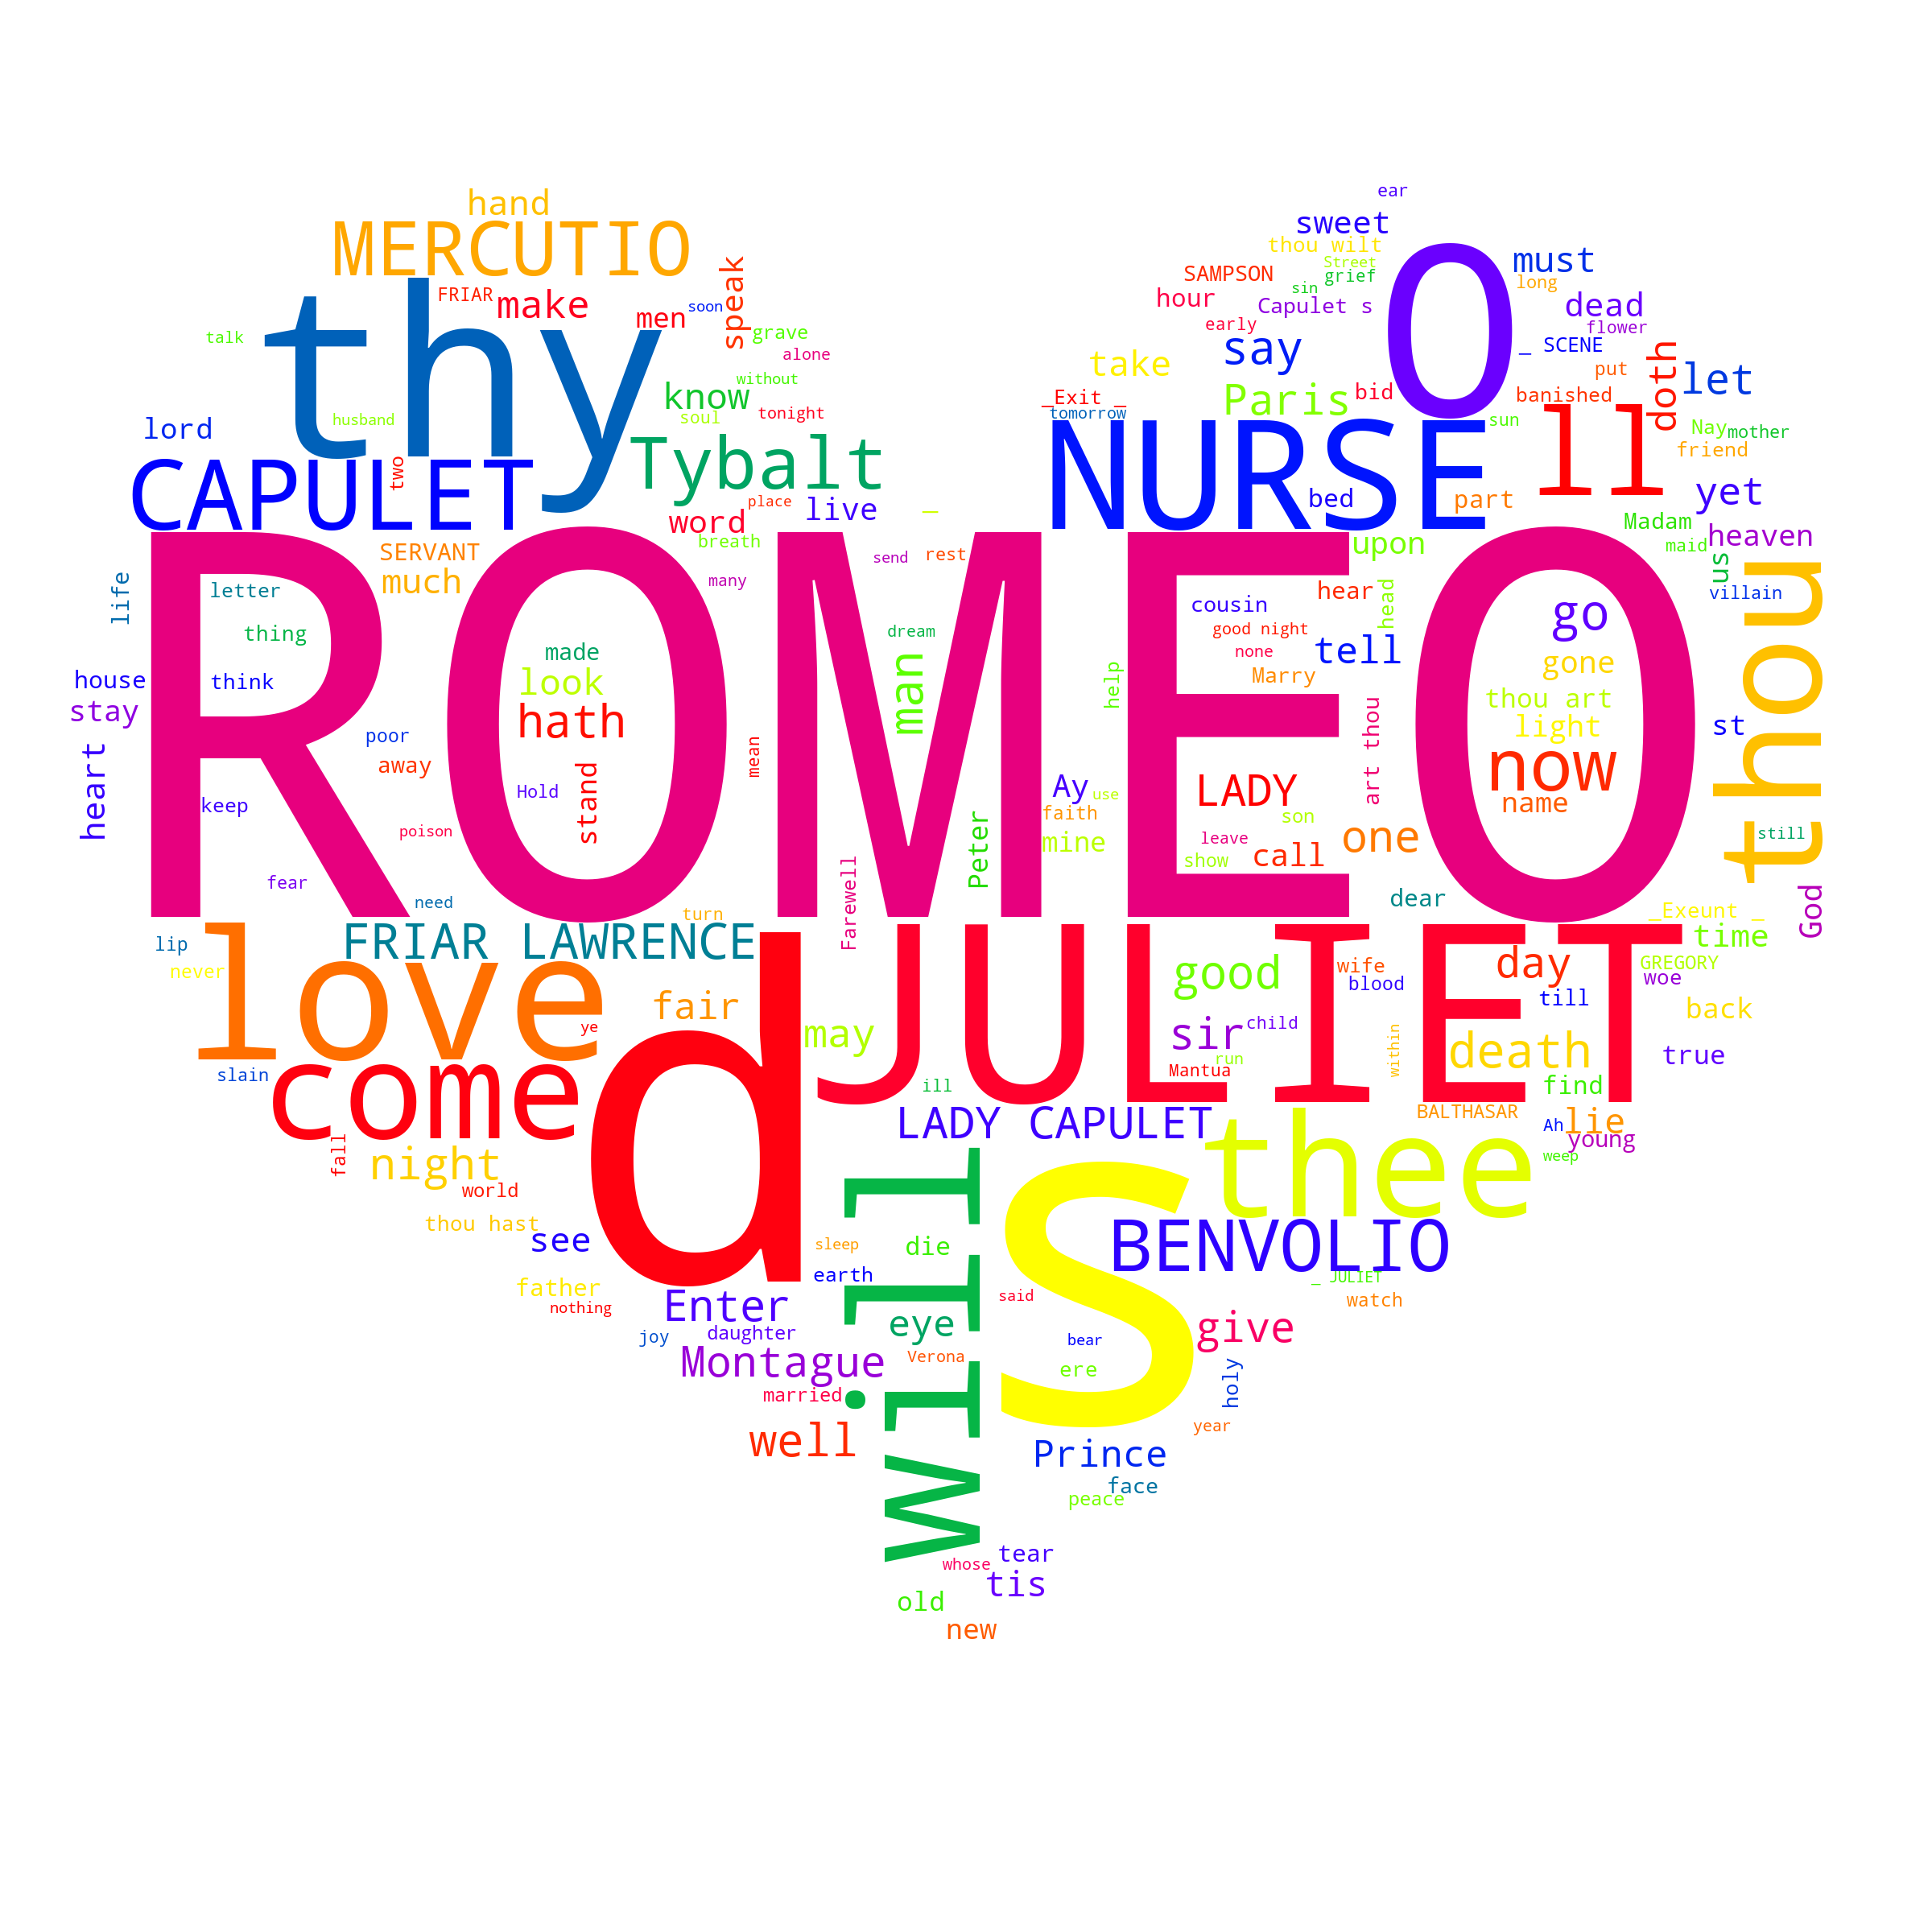 ear
hand
sweet
MERCUTIO
thou wilt
O
must
Street
SAMPSON
grief
long
FRIAR
make
speak
thy
men
soon
sin
hour
Capulet s
dead
talk
grave
early
flower
alone
say
_ SCENE
doth
take
put
let
know
without
husband
soul
tonight
_Exit _
tomorrow
Paris
bid
banished
lord
NURSE
sun
ll
Nay
mother
friend
CAPULET
two
Tybalt
place
live
_
bed
part
yet
word
breath
Madam
heaven
SERVANT
send
rest
upon
maid
us
life
letter
much
many
hear
head
villain
thou
ROMEO
thing
dream
cousin
good night
go
made
man
none
tell
house
think
look
help
Marry
gone
stay
hath
thou art
light
st
poor
away
mean
art thou
heart
Hold
stand
Ay
use
LADY
now
keep
faith
son
name
poison
Peter
mine
leave
one
still
show
call
fear
Farewell
need
dear
God
turn
_Exeunt _
lip
love
FRIAR LAWRENCE
JULIET
time
never
good
wife
day
GREGORY
blood
woe
fair
till
back
ye
d
may
sir
child
within
death
true
slain
come
run
Mantua
ill
find
LADY CAPULET
thee
BALTHASAR
Ah
lie
fall
young
night
will
weep
world
s
thou hast
see
sleep
die
BENVOLIO
earth
_ JULIET
father
nothing
Enter
said
watch
joy
daughter
eye
bear
give
Montague
Verona
ere
holy
married
well
year
Prince
face
peace
tear
whose
tis
old
new